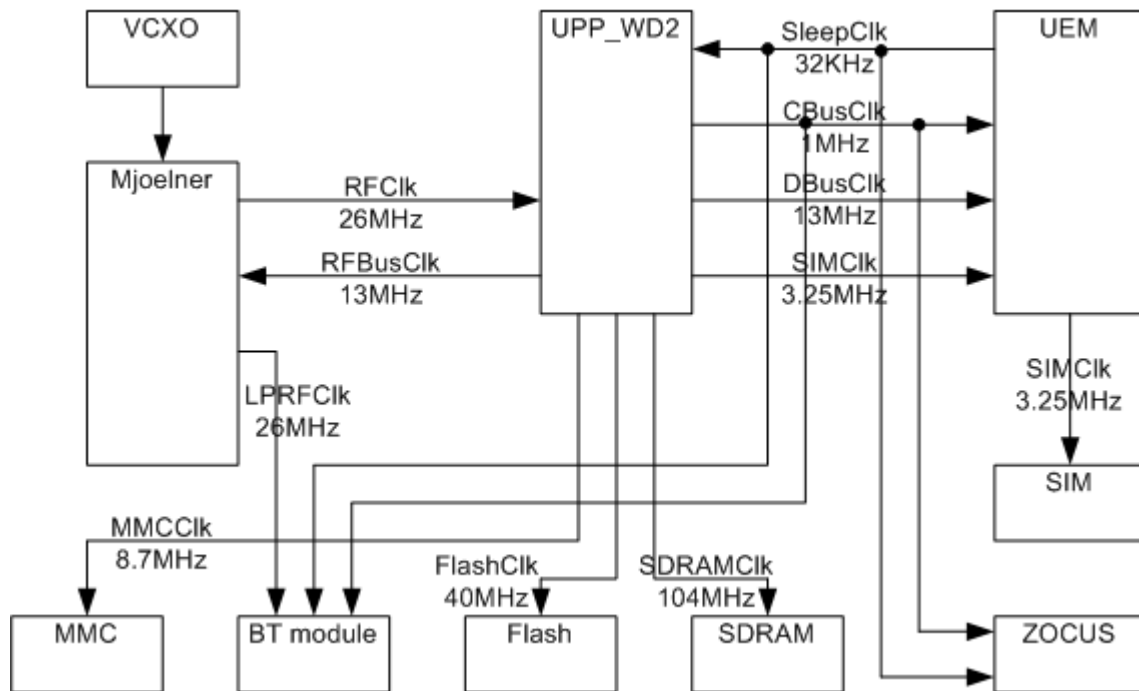 VCXO
UPP_WD2
SleepClk
32KHz
UEM
CBusClk
1MHz
Mjoelner
RFClk
26MHz
DBusClk
13MHz
RFBusClk
13MHz
SIMClk
3.25MHz
SIMClk
3.25MHz
LPRFClk
26MHz
SIM
MMCClk
8.7MHz
FlashClk
40MHz
SDRAMClk
104MHz
MMC
BT module
Flash
SDRAM
ZOCUS